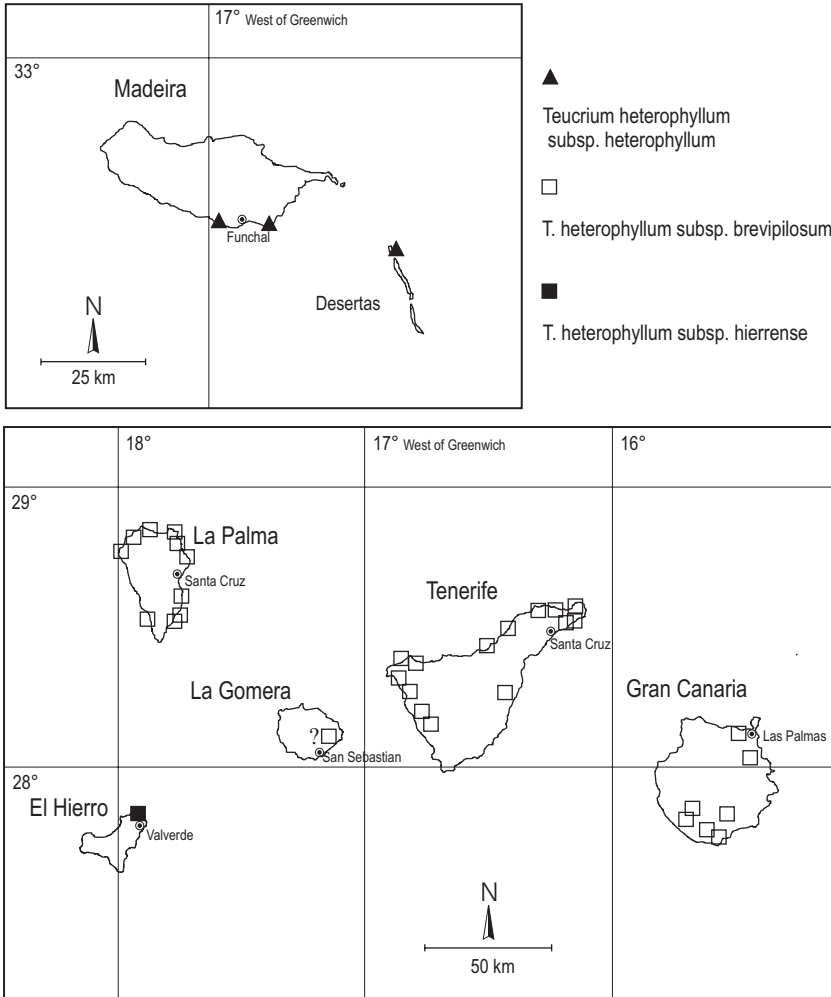 17° West of Greenwich
33°
Madeira
Funchal
Desertas
N
25 km
Teucrium heterophyllum
subsp. heterophyllum
T. heterophyllum subsp. brevipilosum
T. heterophyllum subsp. hierrense
18°
17° West of Greenwich
16°
29°
La Palma
Santa Cruz
Tenerife
Santa Cruz
La Gomera
?
San Sebastian
Gran Canaria
Las Palmas
28°
El Hierro
Valverde
N
50 km